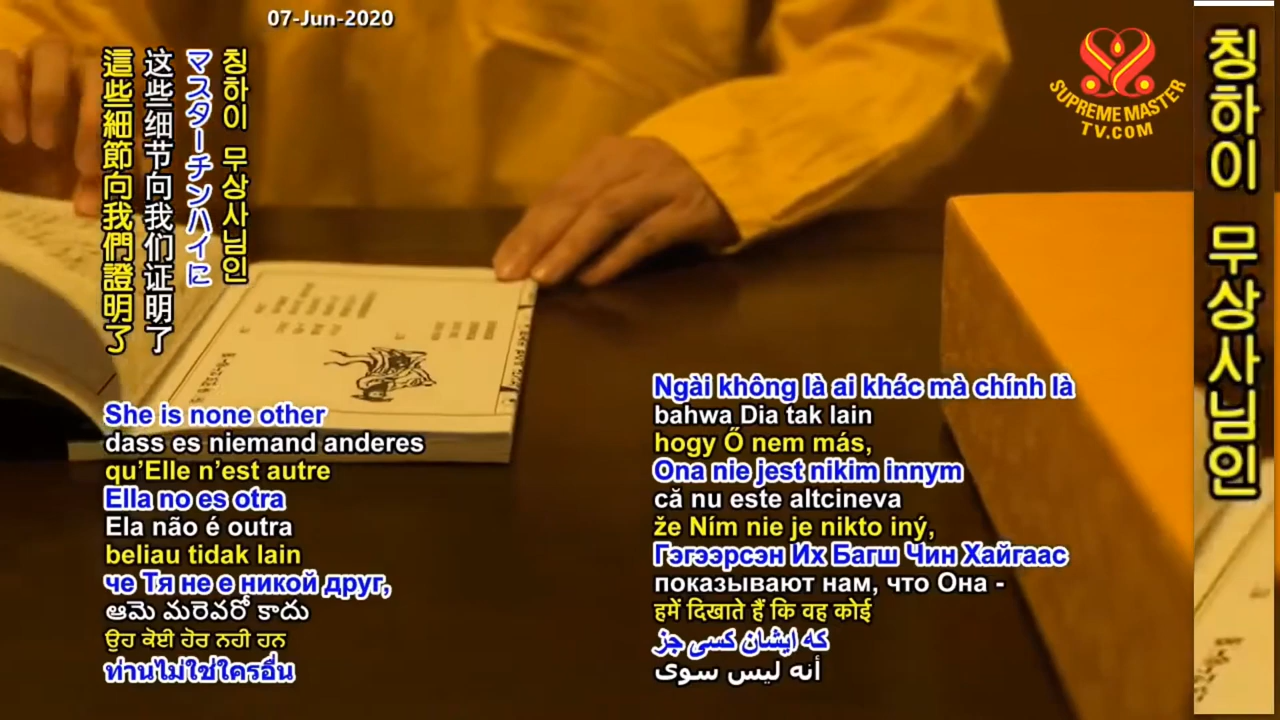 07-Jun-2020
칭하이 무상사님인
マスターチンハイに
这些细节向我们证明了
這些細節向我們證明了
SUPREME MASTER
TV.COM
칭하이 무상사님인
She is none other
dass es niemand anderes
qu’Elle n’est autre
Ella no es otra
Ela não é outra
beliau tidak lain
че Тя не е никой друг,
ఆమె మరెవరో కాదు
ਉਹ ਕੋਈ ਹੋਰ ਨਹੀ ਹਨ
ท่านไม่ใช่ใครอื่น
Ngài không là ai khác mà chính là
bahwa Dia tak lain
hogy Ő nem más,
Ona nie jest nikim innym
că nu este altcineva
že Ním nie je nikto iný,
Гэгээрсэн Их Багш Чин Хайгаас
показывают нам, что Она -
हमें दिखाते हैं कि वह कोई
که ایشان کسی جز
أنه ليس سوى